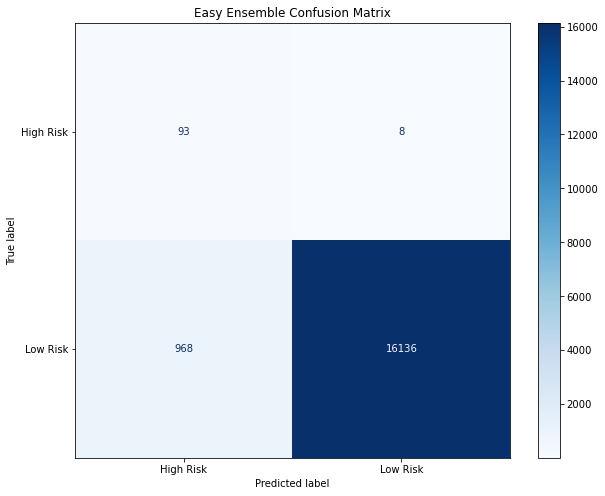 Easy Ensemble Confusion Matrix
True label
High Risk
93
8
Low Risk
968
16136
High Risk
Low Risk
Predicted label
16000
14000
12000
10000
8000
6000
4000
2000